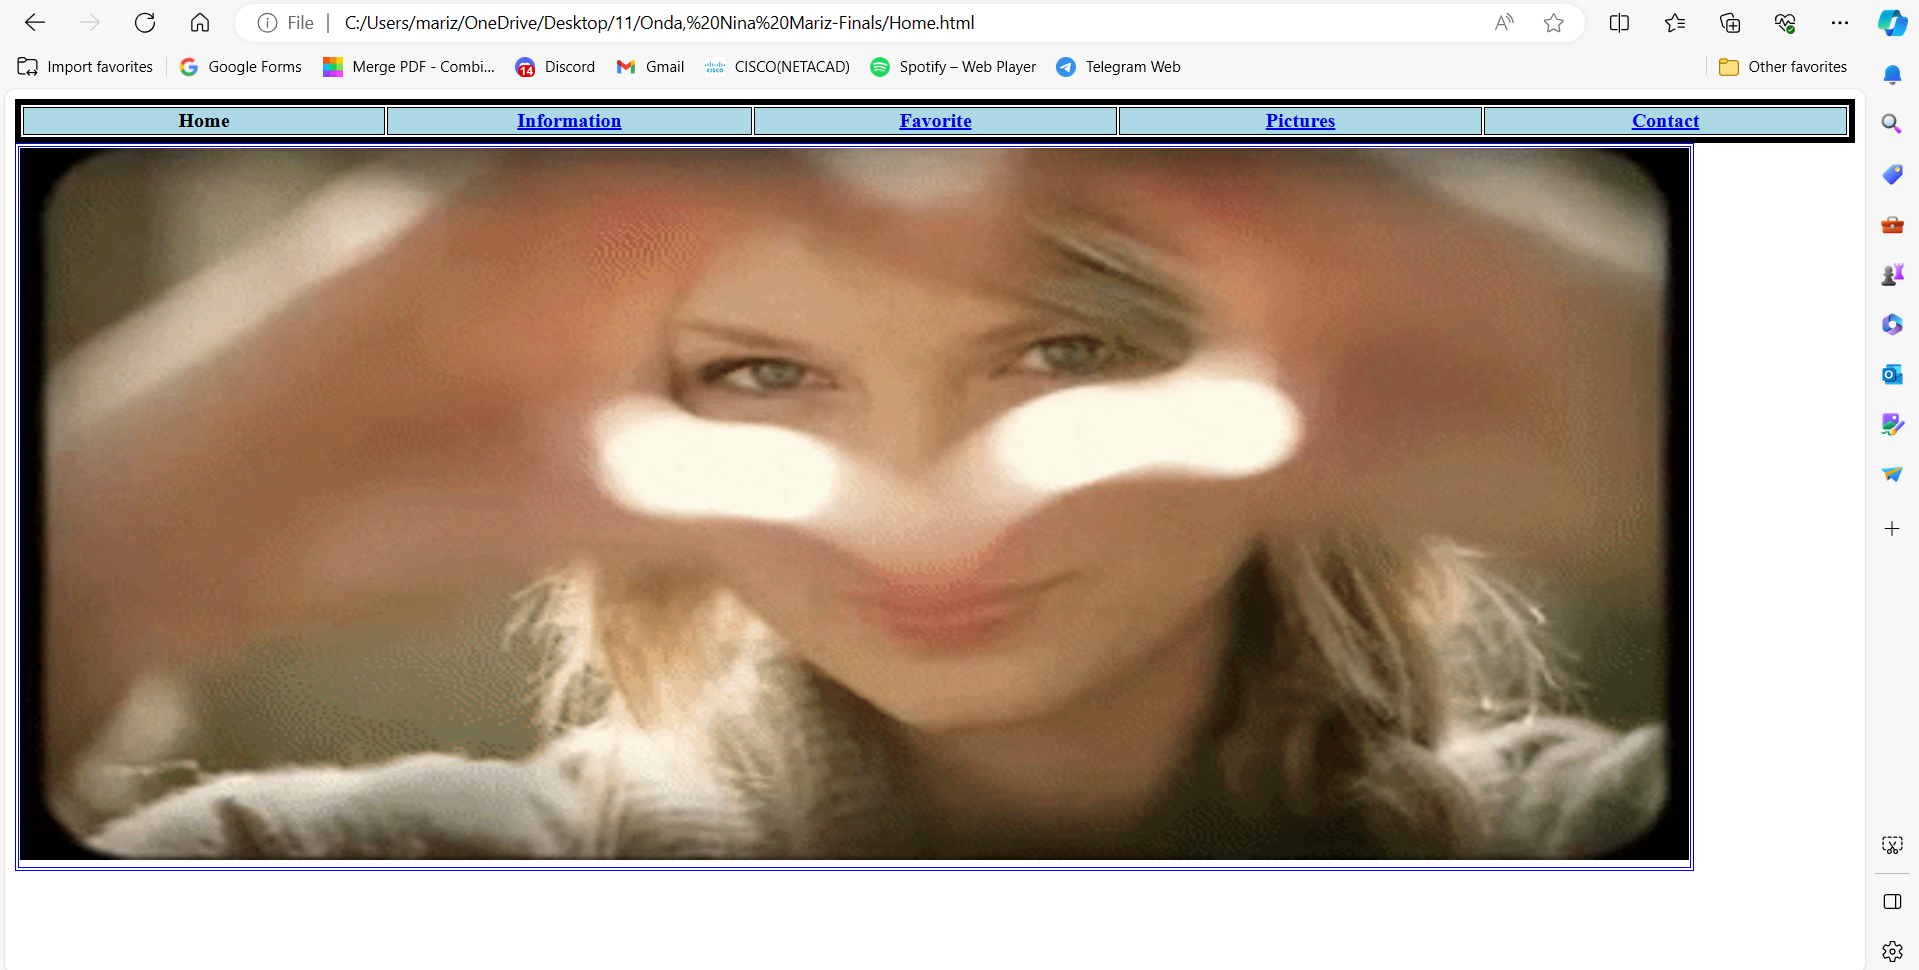 File C:/Users/mariz/OneDrive/Desktop/11/Onda,%20Nina%20Mariz-Finals/Home.html
Import favorites Google Forms Merge PDF - Combi... 14 Discord Gmail CISCO CISCO(NETACAD) Spotify – Web Player Telegram Web Other favorites
Home Information Favorite Pictures Contact